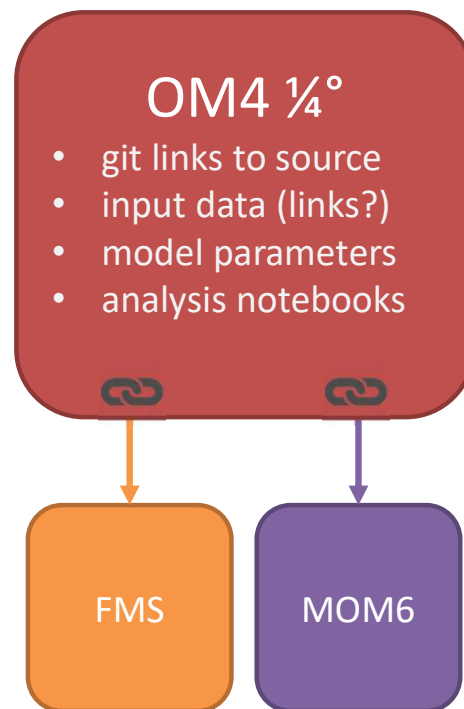 OM4 ¼°
• git links to source
• input data (links?)
• model parameters
• analysis notebooks
FMS
MOM6